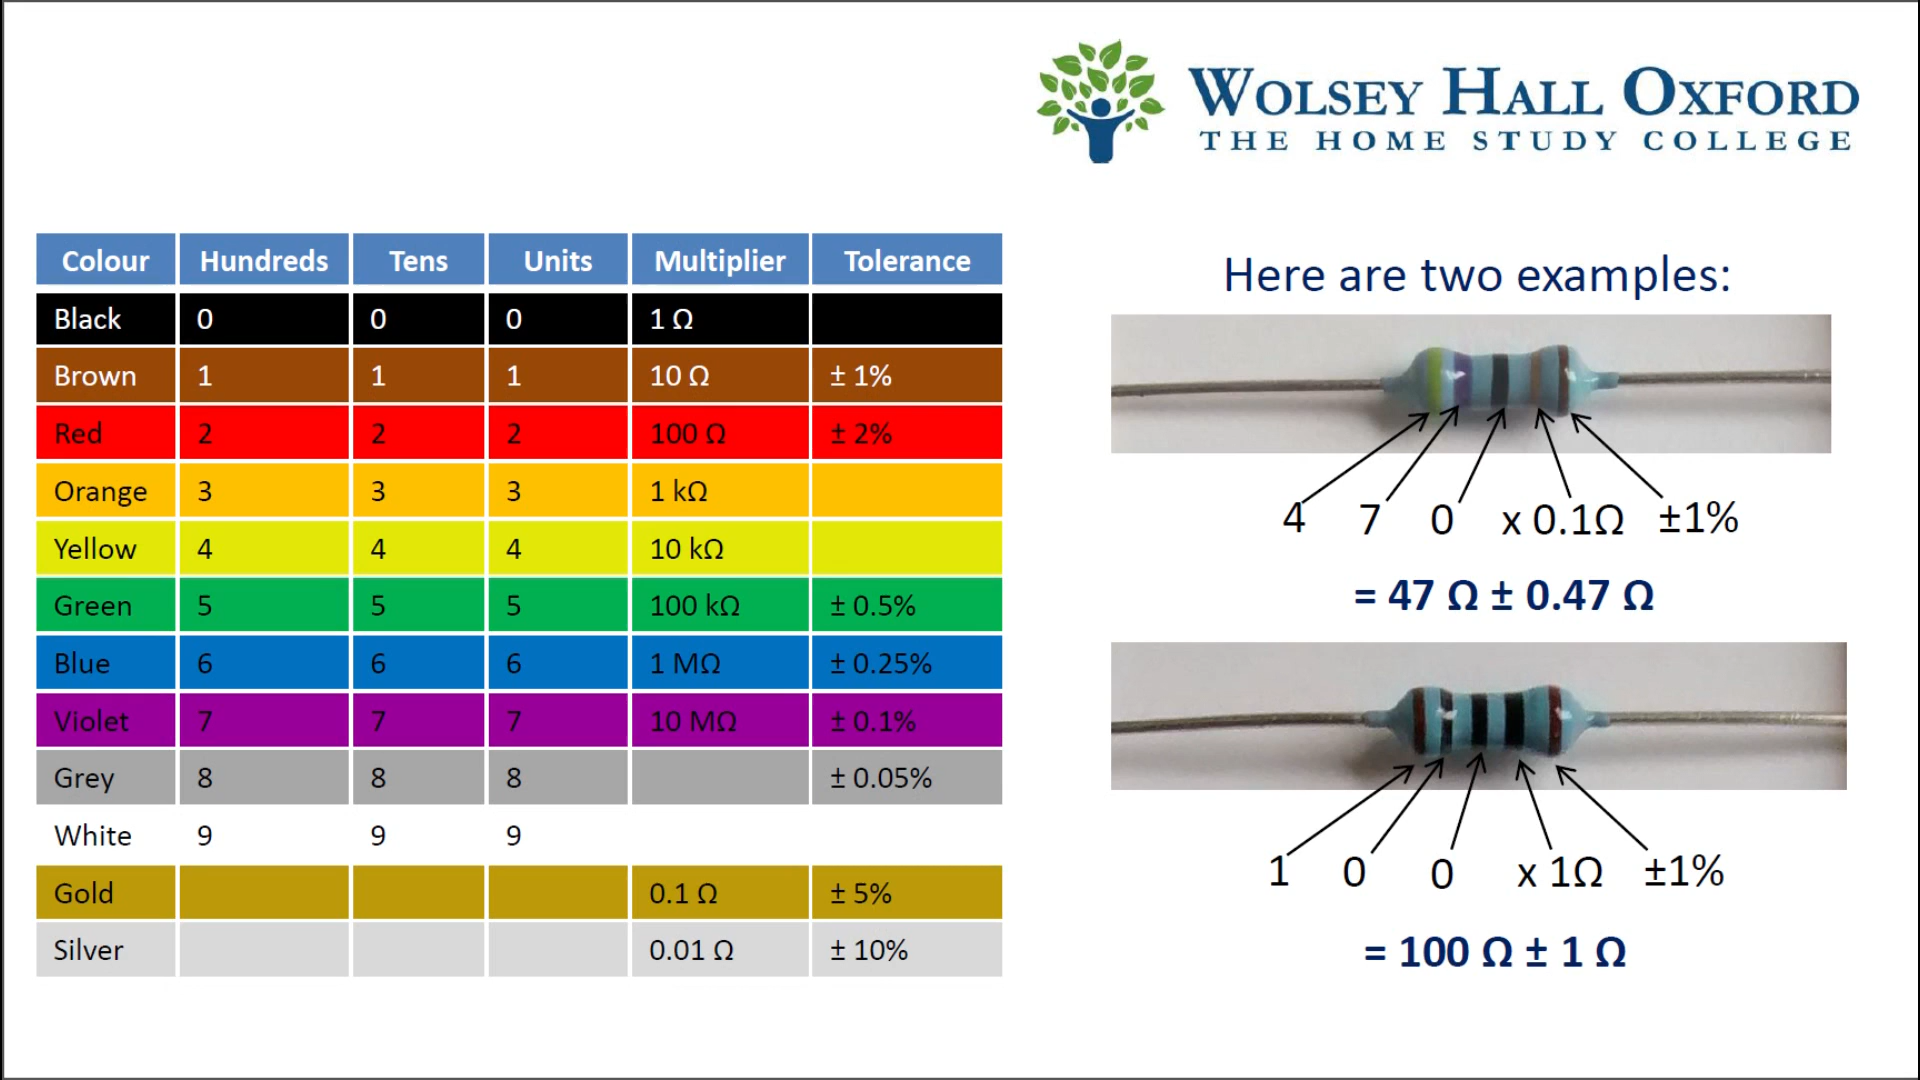 WOLSEY HALL OXFORD
THE HOME STUDY COLLEGE
Colour Hundreds Tens Units Multiplier Tolerance
Black 0 0 0 1 Ω
Brown 1 1 1 10 Ω ± 1%
Red 2 2 2 100 Ω ± 2%
Orange 3 3 3 1 kΩ
Yellow 4 4 4 10 kΩ
Green 5 5 5 100 kΩ ± 0.5%
Blue 6 6 6 1 MΩ ± 0.25%
Violet 7 7 7 10 MΩ ± 0.1%
Grey 8 8 8 ± 0.05%
White 9 9 9
Gold 0.1 Ω ± 5%
Silver 0.01 Ω ± 10%
Here are two examples:
4 7 0 x 0.1Ω ±1%
= 47 Ω ± 0.47 Ω
1 0 0 x 1Ω ±1%
= 100 Ω ± 1 Ω